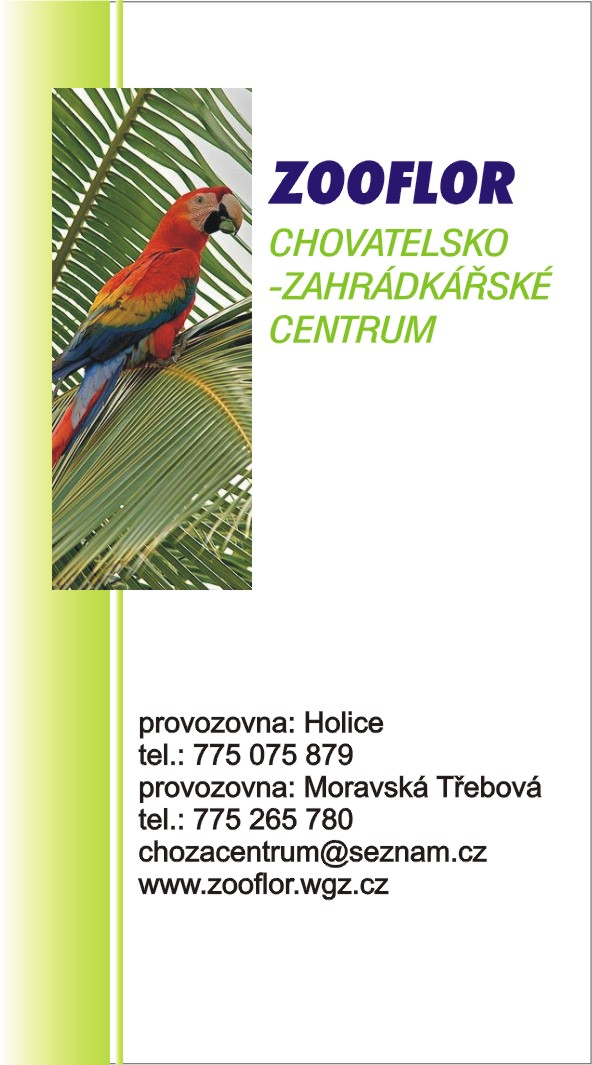 ZOOFLOR
CHOVATELSKO
-ZAHRÁDKÁŘSKÉ
CENTRUM
provozovna: Holice
tel.: 775 075 879
provozovna: Moravská Třebová
tel.: 775 265 780
chozacentrum@seznam.cz
www.zooflor.wgz.cz